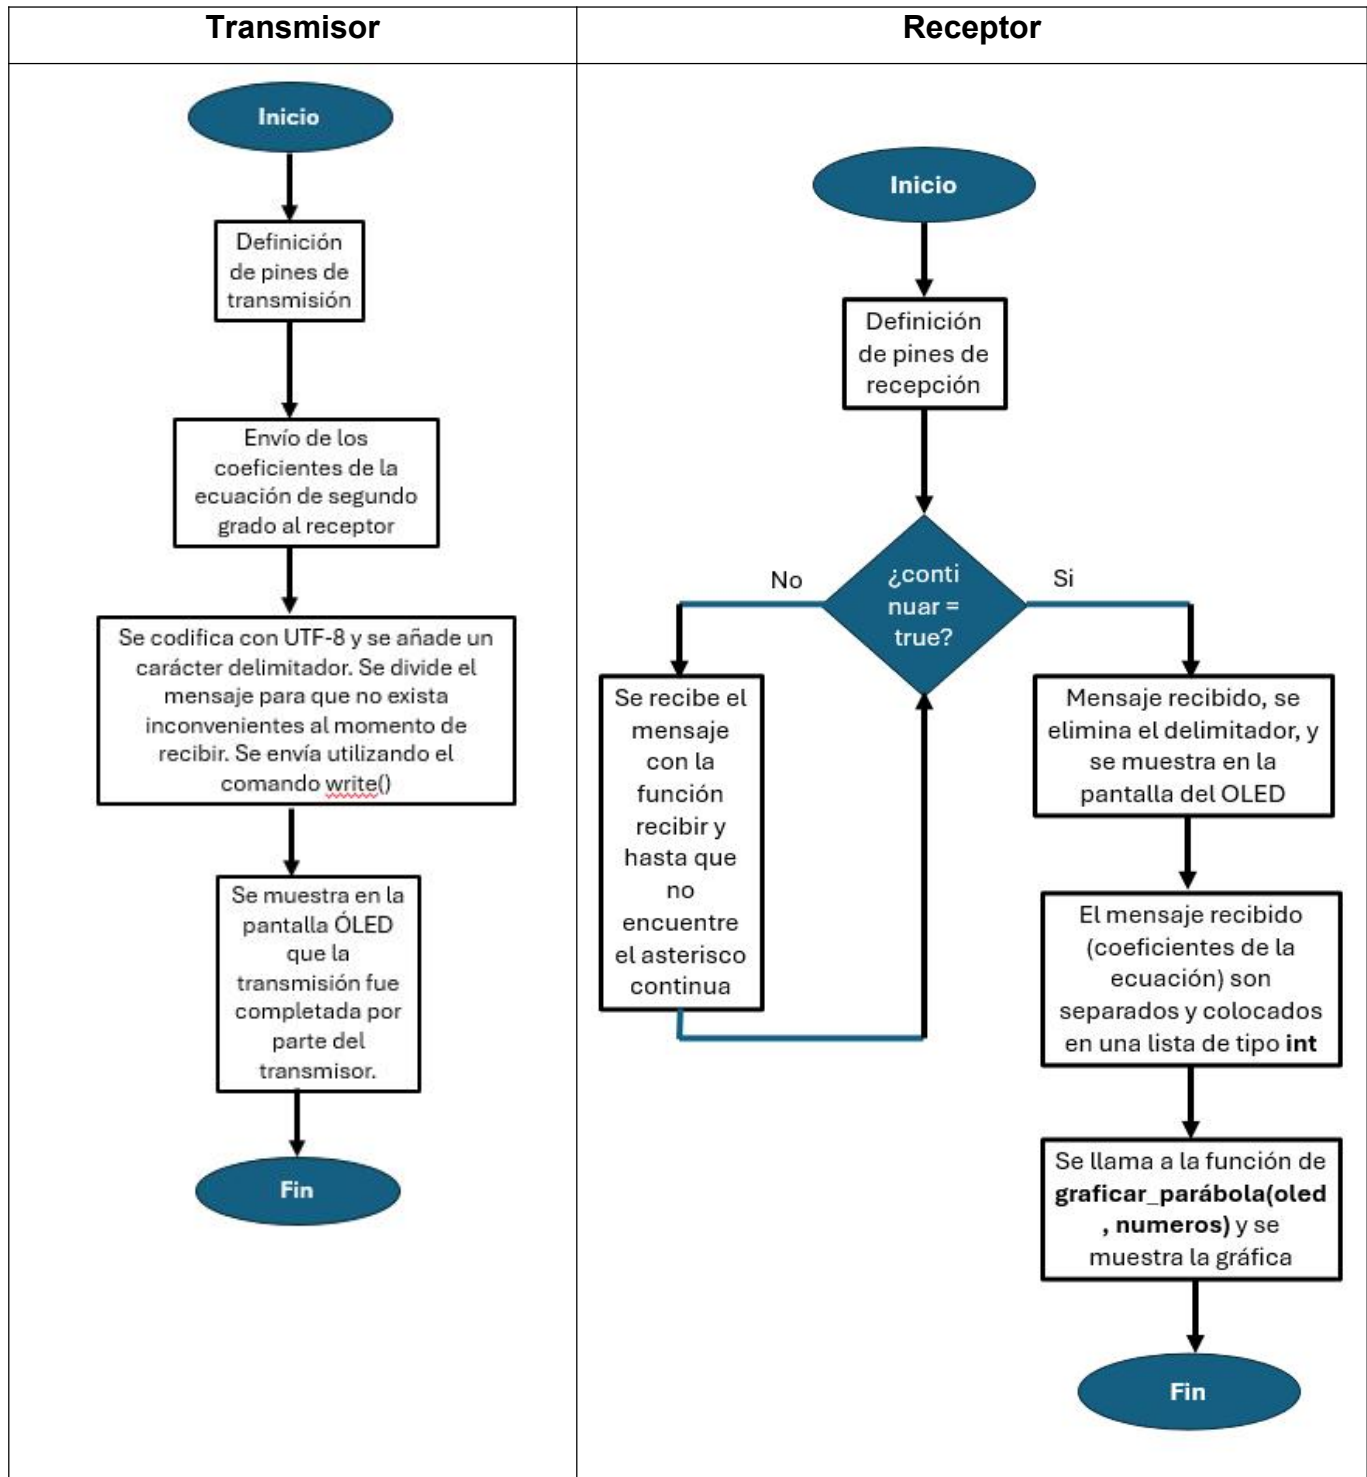 Transmisor
Receptor
Inicio
Definición
de pines de
transmisión
Envío de los
coeficientes de la
ecuación de segundo
grado al receptor
Se codifica con UTF-8 y se añade un
carácter delimitador. Se divide el
mensaje para que no exista
inconvenientes al momento de
recibir. Se envía utilizando el
comando write()
Se muestra en la
pantalla ÓLED
que la
transmisión fue
completada por
parte del
transmisor.
Fin
Inicio
Definición
de pines de
recepción
¿conti
nuar =
true?
No
Si
Se recibe el
mensaje
con la
función
recibir y
hasta que
no
encuentre
el asterisco
continua
Mensaje recibido, se
elimina el delimitador, y
se muestra en la
pantalla del OLED
El mensaje recibido
(coeficientes de la
ecuación) son
separados y colocados
en una lista de tipo int
Se llama a la función de
graficar_parábola(oled
, numeros) y se
muestra la gráfica
Fin